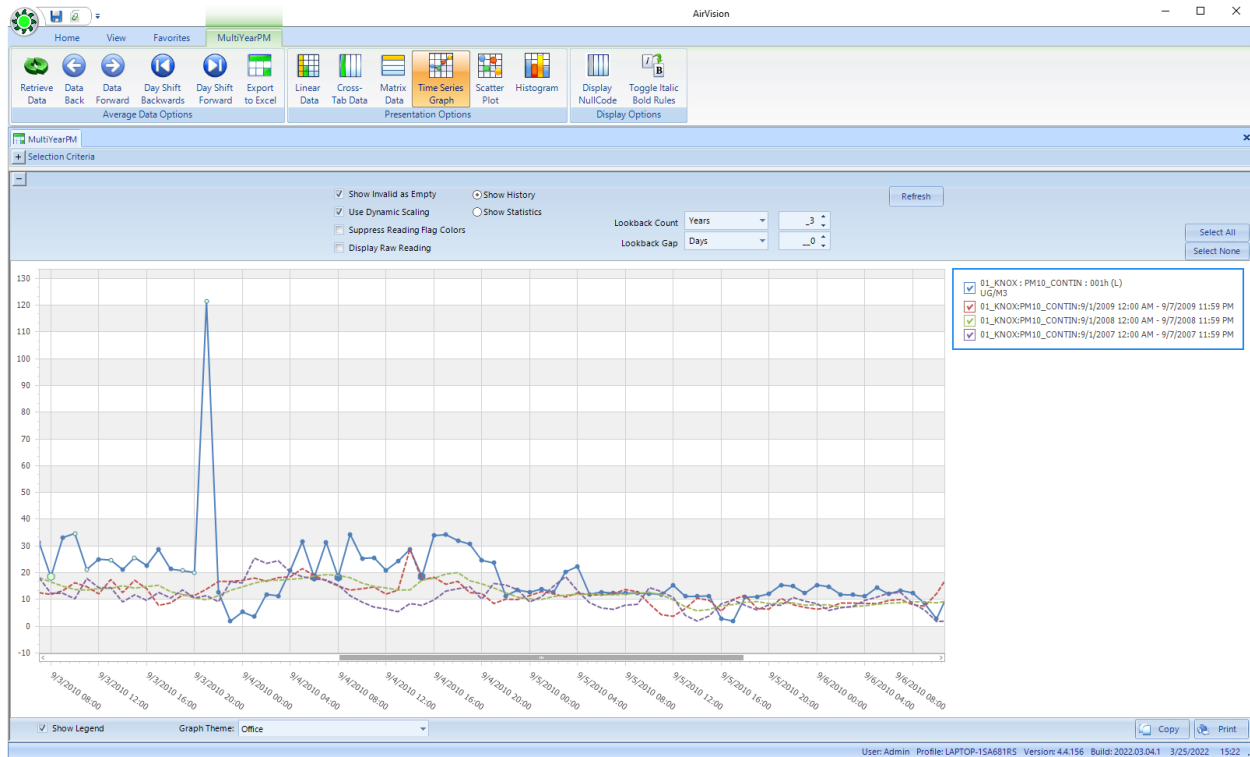 AirVision
Home View Favorites MultiYearPM
Retrieve Data
Data Back
Data Forward
Day Shift Backwards
Day Shift Forward
Export to Excel
Linear Data
Cross-Tab Data
Matrix Data
Time Series Graph
Scatter Plot
Histogram
Display NullCode
Toggle Italic Bold Rules
Average Data Options
Presentation Options
Display Options
MultiYearPM
Selection Criteria
Show Invalid as Empty
Show History
Refresh
Use Dynamic Scaling
Show Statistics
Suppress Reading Flag Colors
Display Raw Reading
Lookback Count Years _3
Lookback Gap Days __0
Select All
Select None
130
120
110
100
90
80
70
60
50
40
30
20
10
0
-10
01_KNOX : PM10_CONTIN : 001h (L)
UG/M3
01_KNOX:PM10_CONTIN:9/1/2009 12:00 AM - 9/7/2009 11:59 PM
01_KNOX:PM10_CONTIN:9/1/2008 12:00 AM - 9/7/2008 11:59 PM
01_KNOX:PM10_CONTIN:9/1/2007 12:00 AM - 9/7/2007 11:59 PM
9/3/2010 08:00
9/3/2010 12:00
9/3/2010 16:00
9/3/2010 20:00
9/4/2010 00:00
9/4/2010 04:00
9/4/2010 08:00
9/4/2010 12:00
9/4/2010 16:00
9/4/2010 20:00
9/5/2010 00:00
9/5/2010 04:00
9/5/2010 08:00
9/5/2010 12:00
9/5/2010 16:00
9/5/2010 20:00
9/6/2010 00:00
9/6/2010 04:00
9/6/2010 08:00
Show Legend
Graph Theme: Office
Copy
Print
User: Admin Profile: LAPTOP-1SA681RS Version: 4.4.156 Build: 2022.03.04.1 3/25/2022 15:22